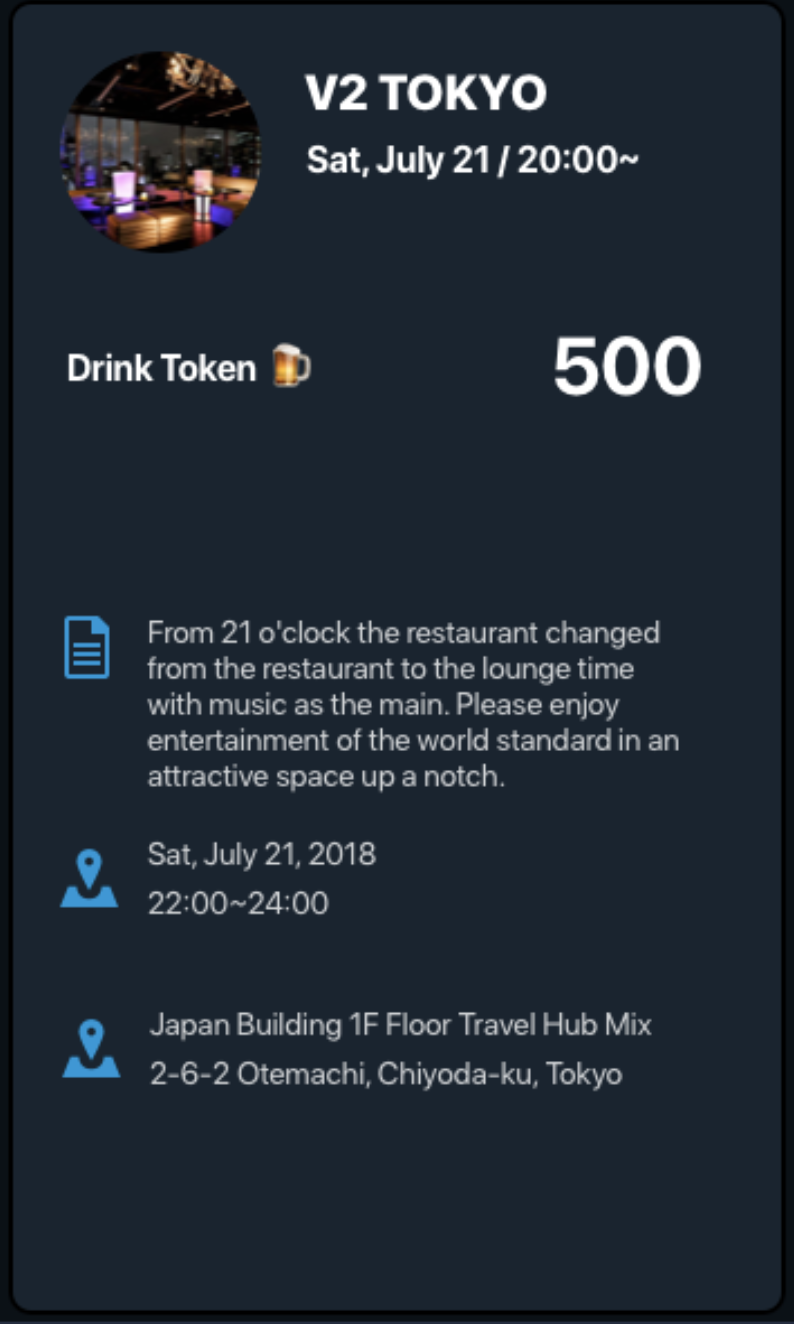 V2 TOKYO
Sat, July 21 / 20:00~
Drink Token 🍺
500
From 21 o'clock the restaurant changed
from the restaurant to the lounge time
with music as the main. Please enjoy
entertainment of the world standard in an
attractive space up a notch.
Sat, July 21, 2018
22:00~24:00
Japan Building 1F Floor Travel Hub Mix
2-6-2 Otemachi, Chiyoda-ku, Tokyo